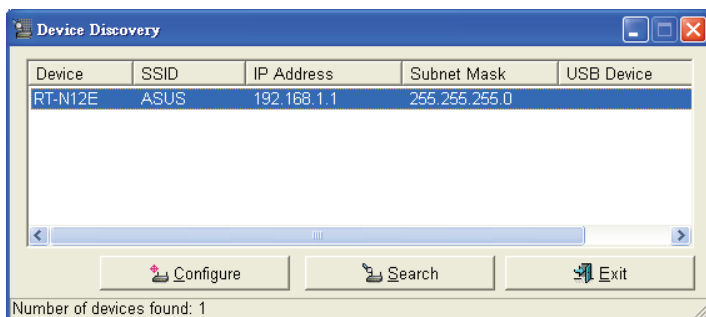 Device Discovery
Device SSID IP Address Subnet Mask USB Device
RT-N12E ASUS 192.168.1.1 255.255.255.0
Configure Search Exit
Number of devices found: 1